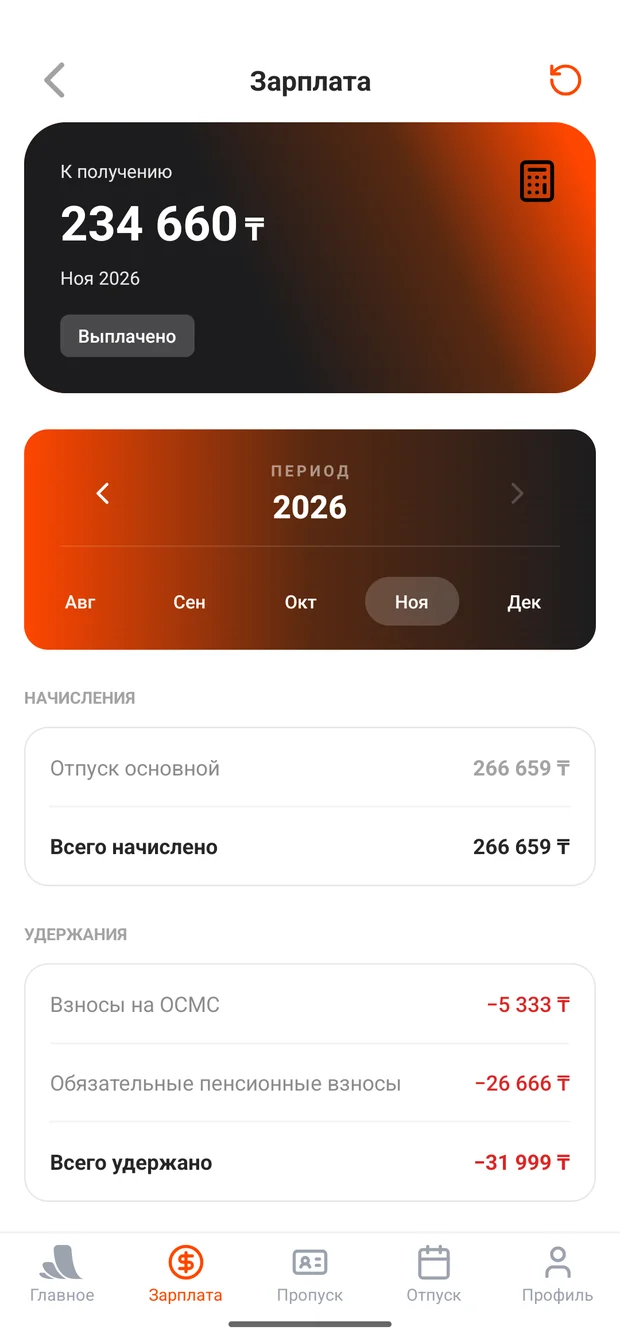 Зарплата
К получению
234 660 ₸
Ноя 2026
Выплачено
ПЕРИОД
2026
Авг Сен Окт Ноя Дек
НАЧИСЛЕНИЯ
Отпуск основной 266 659 ₸
Всего начислено 266 659 ₸
УДЕРЖАНИЯ
Взносы на ОСМС −5 333 ₸
Обязательные пенсионные взносы −26 666 ₸
Всего удержано −31 999 ₸
Главное Зарплата Пропуск Отпуск Профиль